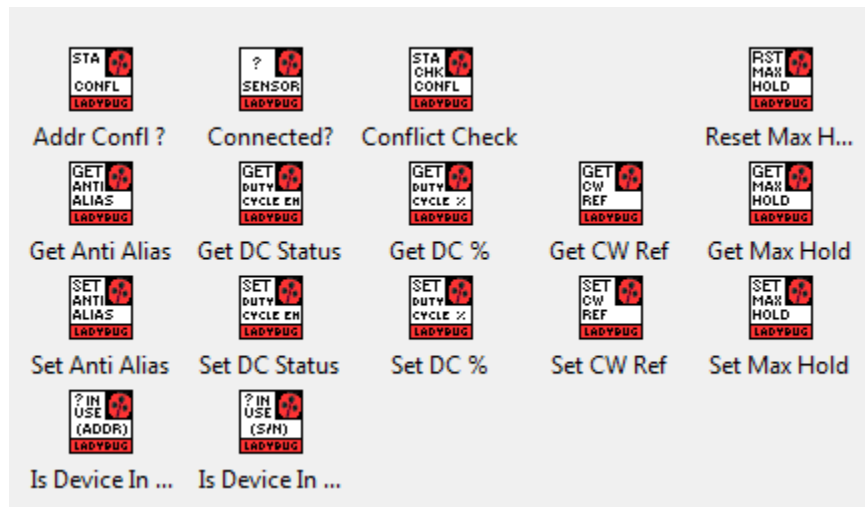 STA
CONFL
LADYBUG
?
SENSOR
LADYBUG
STA
CHK
CONFL
LADYBUG
RST
MAX
HOLD
LADYBUG
Addr Confl ?
Connected?
Conflict Check
Reset Max H...
GET
ANTI
ALIAS
LADYBUG
GET
DUTY
CYCLE EN
LADYBUG
GET
DUTY
CYCLE %
LADYBUG
GET
CW
REF
LADYBUG
GET
MAX
HOLD
LADYBUG
Get Anti Alias
Get DC Status
Get DC %
Get CW Ref
Get Max Hold
SET
ANTI
ALIAS
LADYBUG
SET
DUTY
CYCLE EN
LADYBUG
SET
DUTY
CYCLE %
LADYBUG
SET
CW
REF
LADYBUG
SET
MAX
HOLD
LADYBUG
Set Anti Alias
Set DC Status
Set DC %
Set CW Ref
Set Max Hold
? IN
USE
(ADDR)
LADYBUG
? IN
USE
(S/N)
LADYBUG
Is Device In ...
Is Device In ...